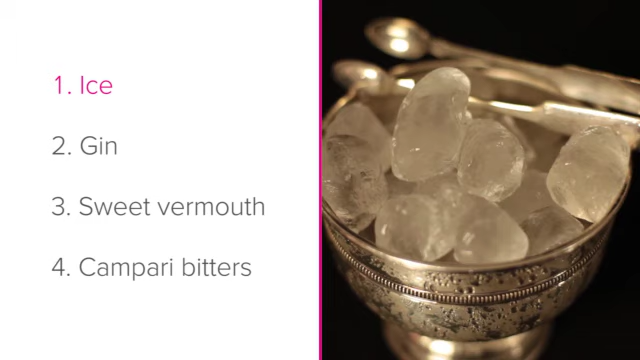 1. Ice
2. Gin
3. Sweet vermouth
4. Campari bitters